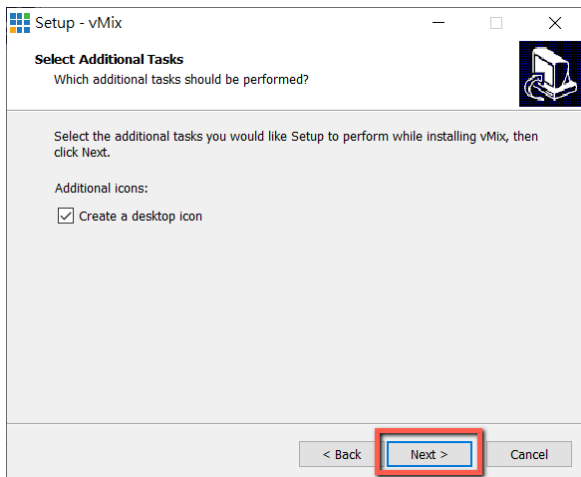 Setup - vMix
Select Additional Tasks
Which additional tasks should be performed?
Select the additional tasks you would like Setup to perform while installing vMix, then
click Next.
Additional icons:
Create a desktop icon
< Back
Next >
Cancel